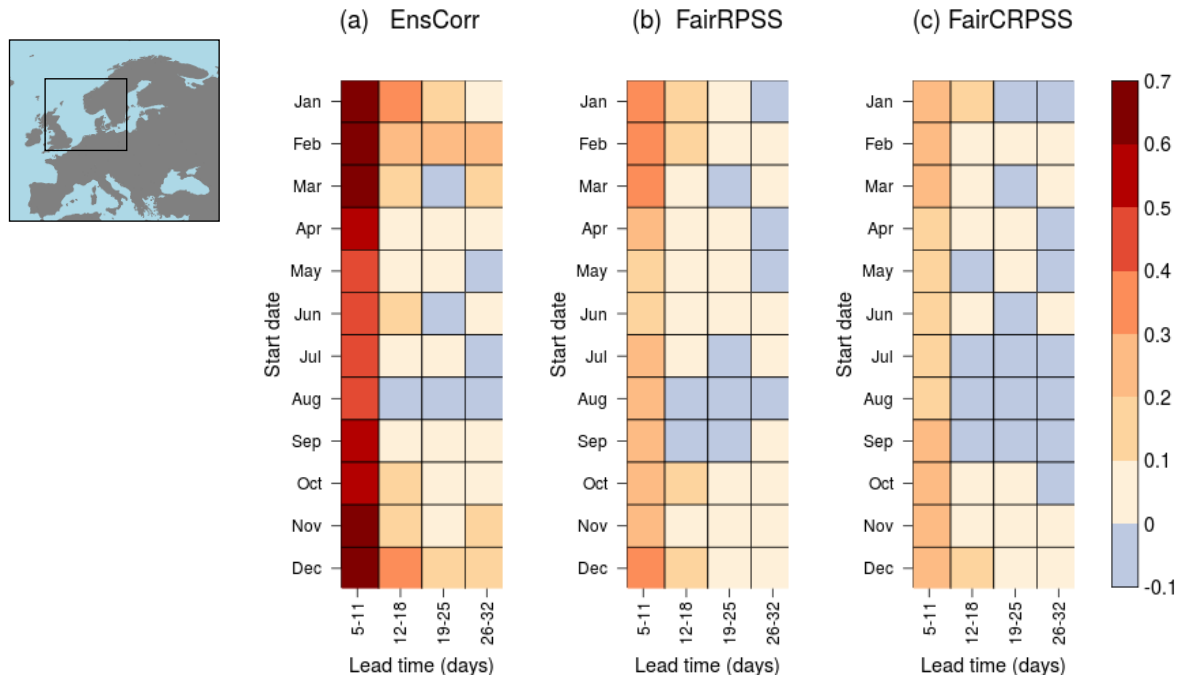 (a) EnsCorr
(b) FairRPSS
(c) FairCRPSS
Start date
Jan
Feb
Mar
Apr
May
Jun
Jul
Aug
Sep
Oct
Nov
Dec
5-11
12-18
19-25
26-32
Lead time (days)
Start date
Jan
Feb
Mar
Apr
May
Jun
Jul
Aug
Sep
Oct
Nov
Dec
5-11
12-18
19-25
26-32
Lead time (days)
Start date
Jan
Feb
Mar
Apr
May
Jun
Jul
Aug
Sep
Oct
Nov
Dec
5-11
12-18
19-25
26-32
Lead time (days)
0.7
0.6
0.5
0.4
0.3
0.2
0.1
0
-0.1